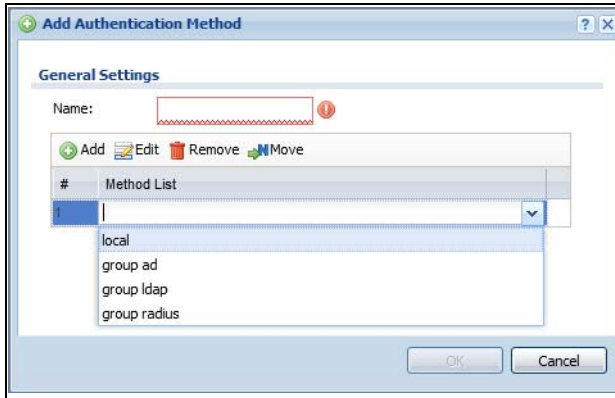 Add Authentication Method ? X
General Settings
Name: !
Add Edit Remove Move
# Method List
1
local
group ad
group ldap
group radius
OK Cancel